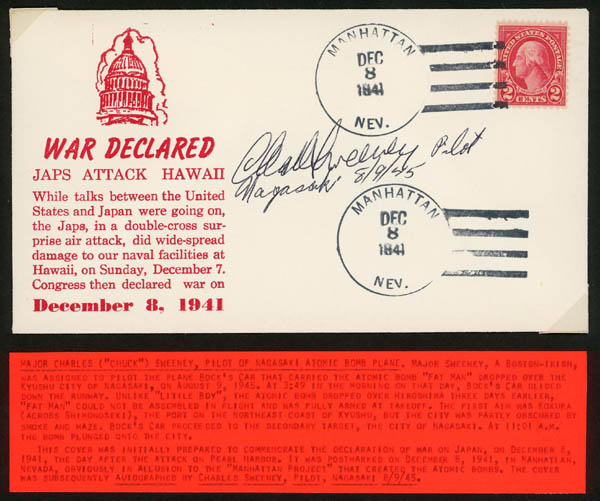 MANHATTAN
DEC
8
1941
NEV.
UNITED STATES POSTAGE
2 CENTS 2
WAR DECLARED
JAPS ATTACK HAWAII
While talks between the United
States and Japan were going on,
the Japs, in a double-cross sur-
prise air attack, did wide-spread
damage to our naval facilities at
Hawaii, on Sunday, December 7.
Congress then declared war on
December 8, 1941
Sweeney Pilot
Nagasaki 8/9/45
MANHATTAN
DEC
8
1941
NEV.
MAJOR CHARLES ("CHUCK") SWEENEY, PILOT OF NAGASAKI ATOMIC BOMB PLANE. MAJOR SWEENEY, A BOSTON-IRISH,
WAS ASSIGNED TO PILOT THE PLANE BOCK'S CAR THAT CARRIED THE ATOMIC BOMB "FAT MAN" DROPPED OVER THE
KYUSHU CITY OF NAGASAKI, ON AUGUST 9, 1945. AT 3:49 IN THE MORNING ON THAT DAY, BOCK'S CAR
DOWN THE RUNWAY. UNLIKE "LITTLE BOY", THE ATOMIC BOMB DROPPED OVER HIROSHIMA THREE DAYS EARLIER,
"FAT MAN" COULD NOT BE ASSEMBLED IN FLIGHT AND WAS FULLY ARMED AT TAKEOFF. THE FIRST AIM WAS KOKURA
(ACROSS SHIMONOSEKI), THE PORT ON THE NORTHEAST COAST OF KYUSHU, BUT THE CITY WAS PARTLY OBSCURED BY
SMOKE AND HAZE. BOCK'S CAR PROCEEDED TO THE SECONDARY TARGET, THE CITY OF NAGASAKI. AT 11:01 A.M.
THE BOMB PLUNGED ONTO THE CITY.
THIS COVER WAS INITIALLY PREPARED TO COMMEMORATE THE DECLARATION OF WAR ON JAPAN, ON DECEMBER 8,
1941, THE DAY AFTER THE ATTACK ON PEARL HARBOR. IT WAS POSTMARKED ON DECEMBER 8, 1941, IN MANHATTAN,
NEVADA, OBVIOUSLY IN ALLUSION TO THE "MANHATTAN PROJECT" THAT CREATED THE ATOMIC BOMBS. THE COVER
WAS SUBSEQUENTLY AUTOGRAPHED BY CHARLES SWEENEY, PILOT, NAGASAKI 8/9/45.